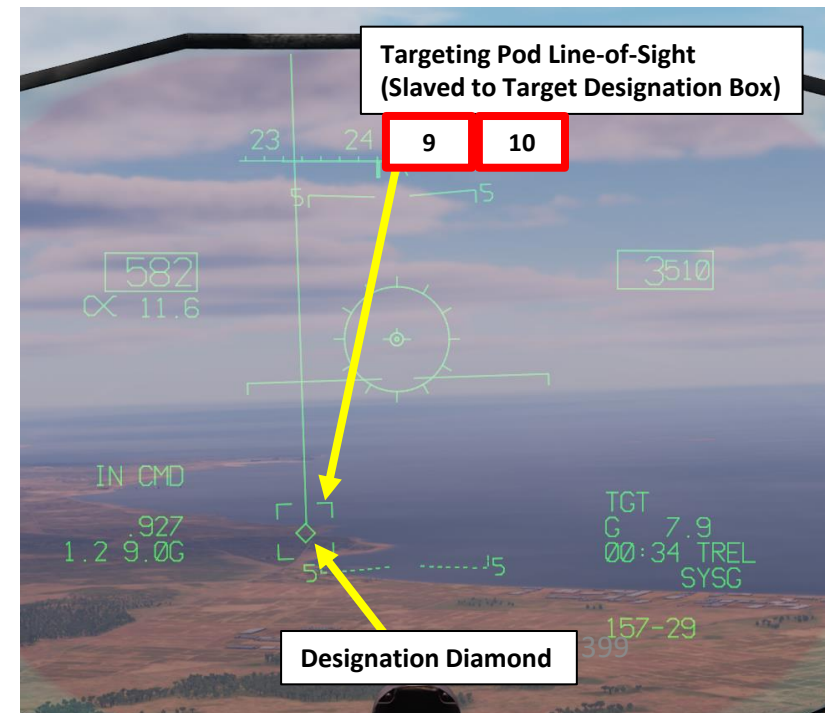 Targeting Pod Line-of-Sight
(Slaved to Target Designation Box)
9 10
23 24
5 5
582
3510
∝ 11.6
IN CMD
.927
1.2 9.0G
TGT
G 7.9
00:34 TREL
SYSG
5 5
157-29
399
Designation Diamond